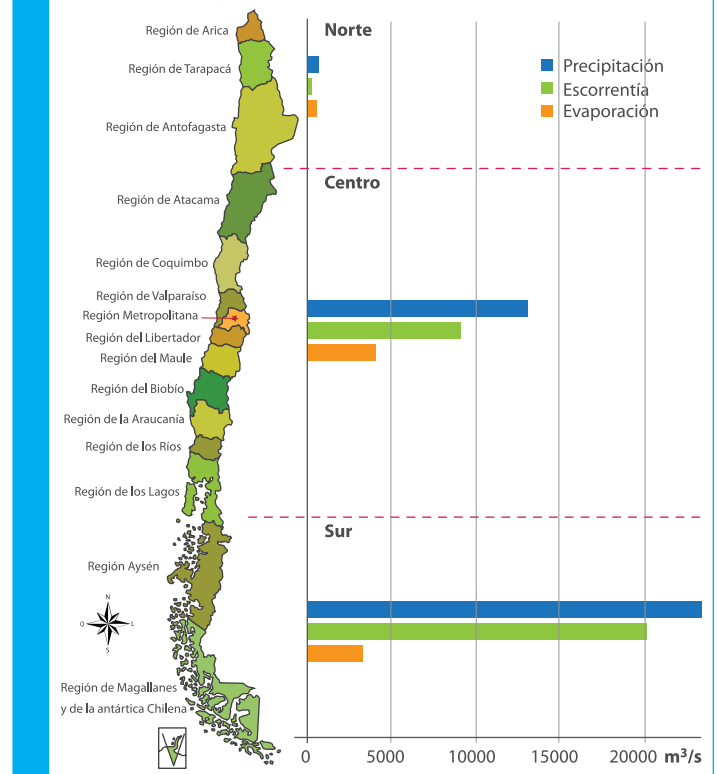 Región de Arica
Norte
Región de Tarapacá
Precipitación
Escorrentía
Evaporación
Región de Antofagasta
Centro
Región de Atacama
Región de Coquimbo
Región de Valparaíso
Región Metropolitana
Región del Libertador
Región del Maule
Región del Biobío
Región de la Araucanía
Región de los Ríos
Región de los Lagos
Sur
Región Aysén
N
O L
S
Región de Magallanes
y de la antártica Chilena
0 5000 10000 15000 20000 m³/s